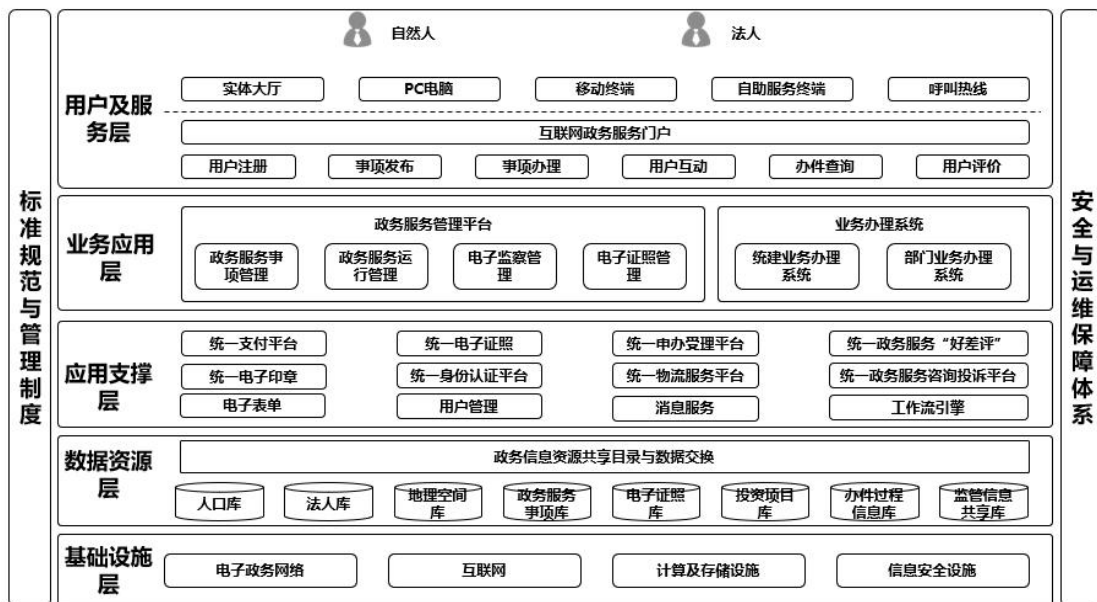 自然人
法人
用户及服务层
实体大厅
PC电脑
移动终端
自助服务终端
呼叫热线
互联网政务服务门户
用户注册
事项发布
事项办理
用户互动
办件查询
用户评价
标准规范与管理制度
安全与运维保障体系
业务应用层
政务服务管理平台
政务服务事项管理
政务服务运行管理
电子监察管理
电子证照管理
业务办理系统
统建业务办理系统
部门业务办理系统
应用支撑层
统一支付平台
统一电子证照
统一申办受理平台
统一政务服务“好差评”
统一电子印章
统一身份认证平台
统一物流服务平台
统一政务服务咨询投诉平台
电子表单
用户管理
消息服务
工作流引擎
数据资源层
政务信息资源共享目录与数据交换
人口库
法人库
地理空间库
政务服务事项库
电子证照库
投资项目库
办件过程信息库
监管信息共享库
基础设施层
电子政务网络
互联网
计算及存储设施
信息安全设施